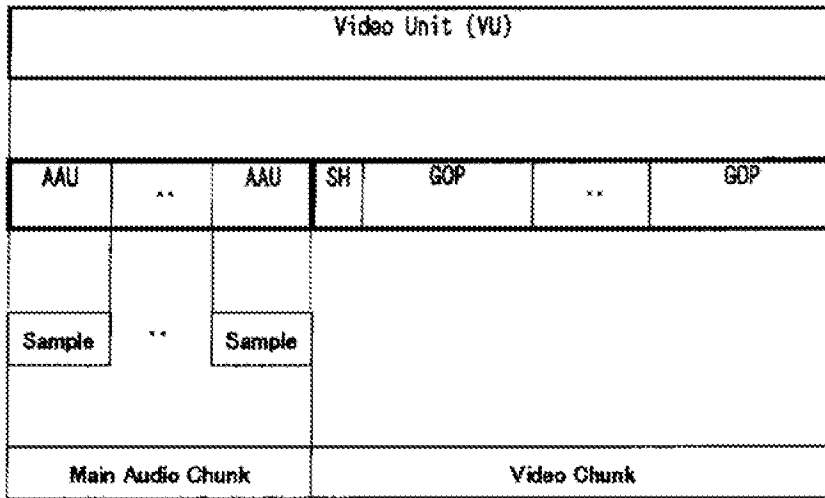 Video Unit (VU)
AAU .. AAU SH GOP .. GOP
Sample .. Sample
Main Audio Chunk Video Chunk